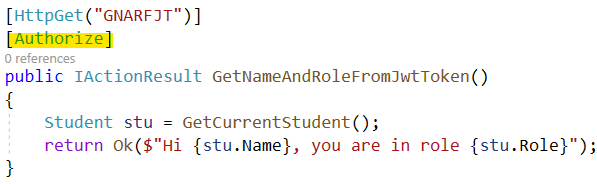 [HttpGet("GNARFJT")]
[Authorize]
0 references
public IActionResult GetNameAndRoleFromJwtToken()
{
    Student stu = GetCurrentStudent();
    return Ok($"Hi {stu.Name}, you are in role {stu.Role}");
}